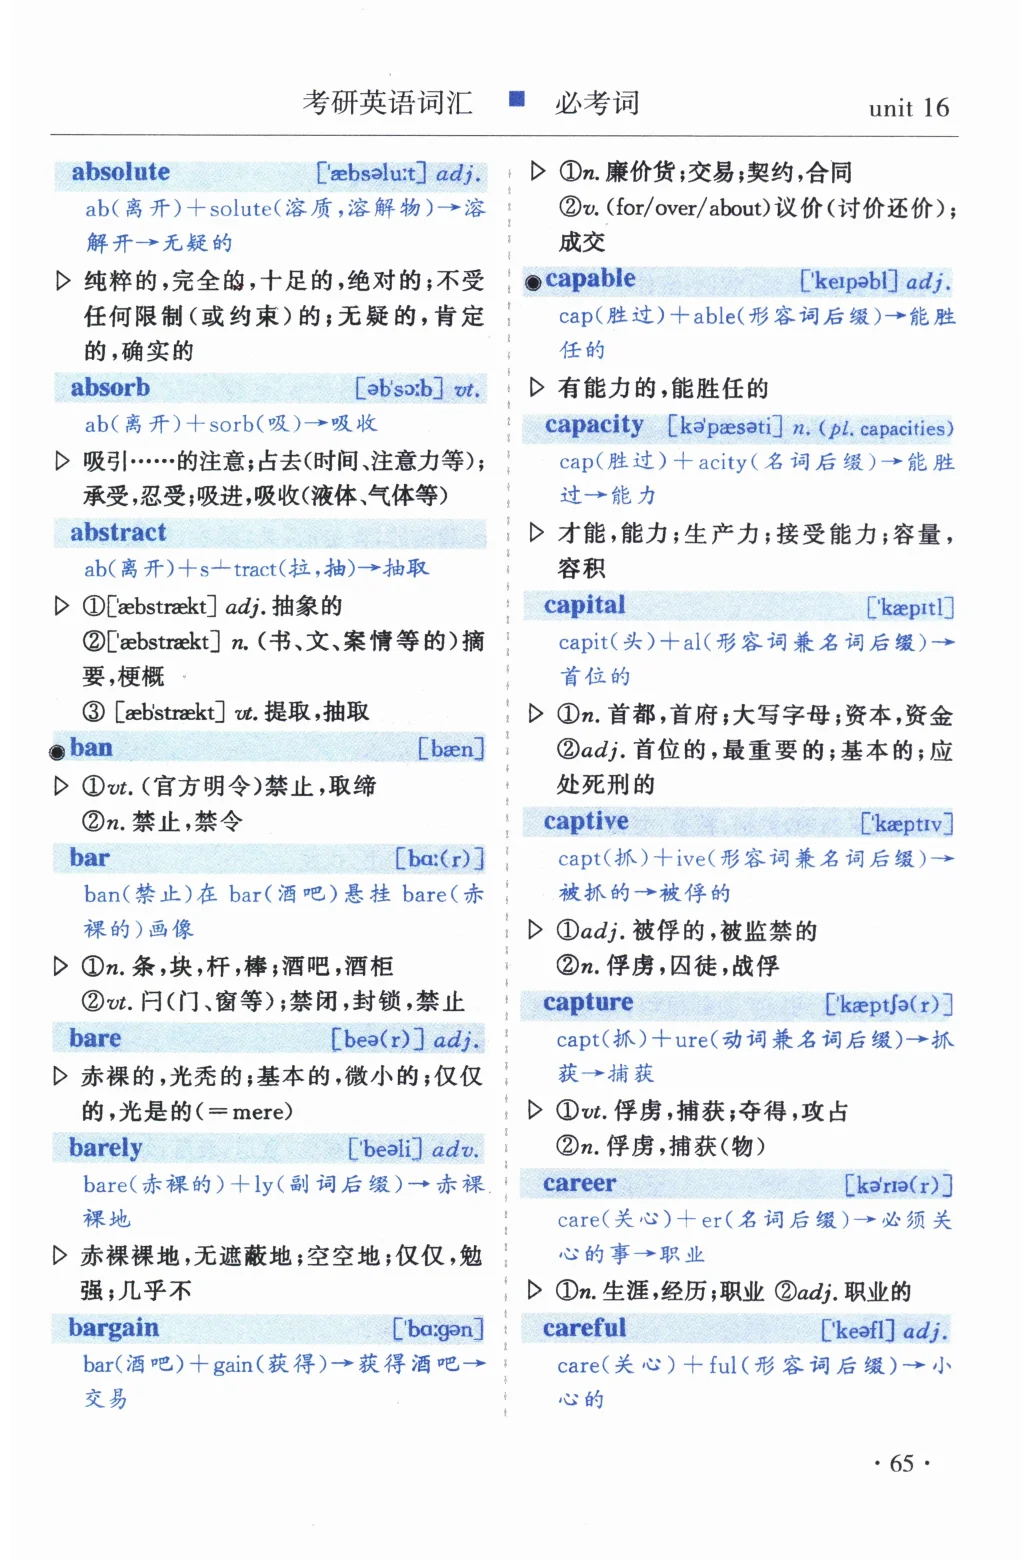 考研英语词汇 ■ 必考词 unit 16
absolute ['æbsəluːt] adj.
ab(离开)+solute(溶质,溶解物)→溶
解开→无疑的
▷ 纯粹的,完全的,十足的,绝对的;不受
任何限制(或约束)的;无疑的,肯定
的,确实的
absorb [əb'sɔːb] vt.
ab(离开)+sorb(吸)→吸收
▷ 吸引……的注意;占去(时间、注意力等);
承受,忍受;吸进,吸收(液体、气体等)
abstract
ab(离开)+s+tract(拉,抽)→抽取
▷ ①['æbstrækt] adj. 抽象的
②['æbstrækt] n. (书、文、案情等的)摘
要,梗概
③ [æb'strækt] vt. 提取,抽取
ban [bæn]
▷ ①vt. (官方明令)禁止,取缔
②n. 禁止,禁令
bar [bɑː(r)]
ban(禁止)在 bar(酒吧)悬挂 bare(赤
裸的)画像
▷ ①n. 条,块,杆,棒;酒吧,酒柜
②vt. 闩(门、窗等);禁闭,封锁,禁止
bare [beə(r)] adj.
▷ 赤裸的,光秃的;基本的,微小的;仅仅
的,光是的(=mere)
barely ['beəli] adv.
bare(赤裸的)+ly(副词后缀)→赤裸
裸地
▷ 赤裸裸地,无遮蔽地;空空地;仅仅,勉
强;几乎不
bargain ['bɑːgən]
bar(酒吧)+gain(获得)→获得酒吧→
交易
▷ ①n. 廉价货;交易;契约,合同
②v. (for/over/about)议价(讨价还价);
成交
capable ['keɪpəbl] adj.
cap(胜过)+able(形容词后缀)→能胜
任的
▷ 有能力的,能胜任的
capacity [kə'pæsəti] n. (pl. capacities)
cap(胜过)+acity(名词后缀)→能胜
过→能力
▷ 才能,能力;生产力;接受能力;容量,
容积
capital ['kæpɪtl]
capit(头)+al(形容词兼名词后缀)→
首位的
▷ ①n. 首都,首府;大写字母;资本,资金
②adj. 首位的,最重要的;基本的;应
处死刑的
captive ['kæptɪv]
capt(抓)+ive(形容词兼名词后缀)→
被抓的→被俘的
▷ ①adj. 被俘的,被监禁的
②n. 俘虏,囚徒,战俘
capture ['kæptʃə(r)]
capt(抓)+ure(动词兼名词后缀)→抓
获→捕获
▷ ①vt. 俘虏,捕获;夺得,攻占
②n. 俘虏,捕获(物)
career [kə'rɪə(r)]
care(关心)+er(名词后缀)→必须关
心的事→职业
▷ ①n. 生涯,经历;职业 ②adj. 职业的
careful ['keəfl] adj.
care(关心)+ful(形容词后缀)→小
心的
· 65 ·